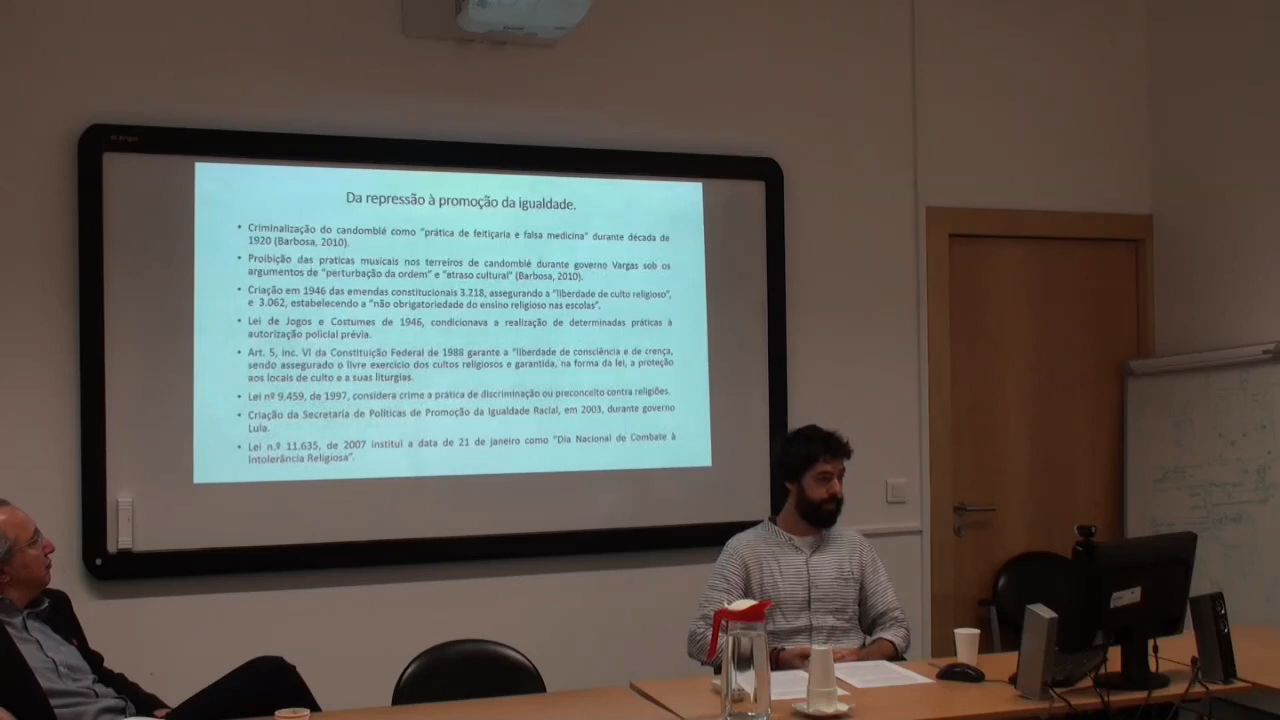 Da repressão à promoção da igualdade.
• Criminalização do candomblé como "prática de feitiçaria e falsa medicina" durante década de
1920 (Barbosa, 2010).
• Proibição das praticas musicais nos terreiros de candomblé durante governo Vargas sob os
argumentos de "perturbação da ordem" e "atraso cultural" (Barbosa, 2010).
• Criação em 1946 das emendas constitucionais 3.218, assegurando a "liberdade de culto religioso",
e 3.062, estabelecendo a "não obrigatoriedade do ensino religioso nas escolas".
• Lei de Jogos e Costumes de 1946, condicionava a realização de determinadas práticas à
autorização policial prévia.
• Art. 5, inc. VI da Constituição Federal de 1988 garante a "liberdade de consciência e de crença,
sendo assegurado o livre exercício dos cultos religiosos e garantida, na forma da lei, a proteção
aos locais de culto e a suas liturgias.
• Lei nº 9.459, de 1997, considera crime a prática de discriminação ou preconceito contra religiões.
• Criação da Secretaria de Políticas de Promoção da Igualdade Racial, em 2003, durante governo
Lula.
• Lei n.º 11.635, de 2007 institui a data de 21 de janeiro como "Dia Nacional de Combate à
Intolerância Religiosa".